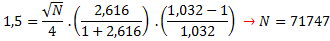 1,5 = √N/4 . (2,616/(1 + 2,616)) . ((1,032 − 1)/1,032) → N = 71747